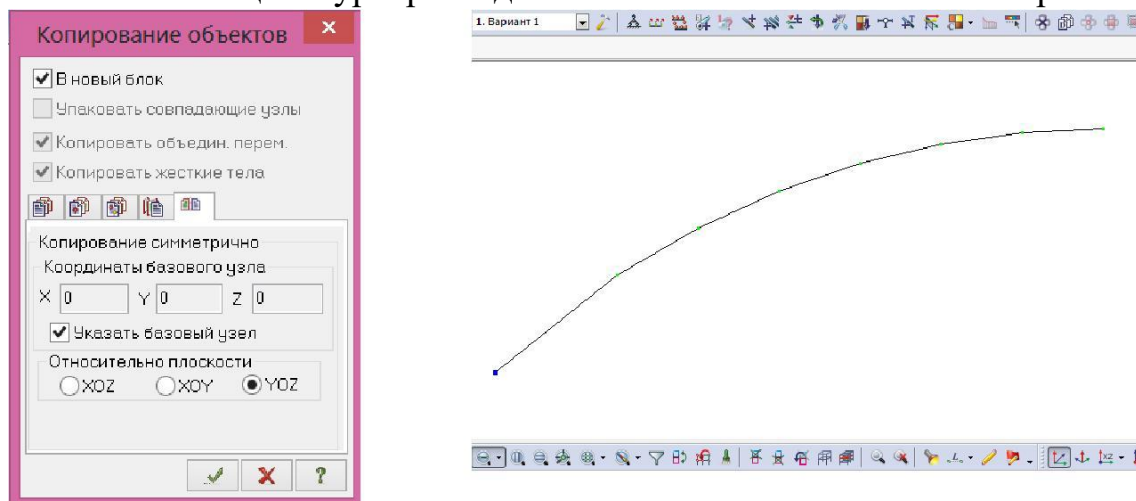 Копирование объектов
В новый блок
Упаковать совпадающие узлы
Копировать объедин. перем.
Копировать жесткие тела
Копирование симметрично
Координаты базового узла
X 0 Y 0 Z 0
Указать базовый узел
Относительно плоскости
XOZ XOY YOZ
?
1. Вариант 1